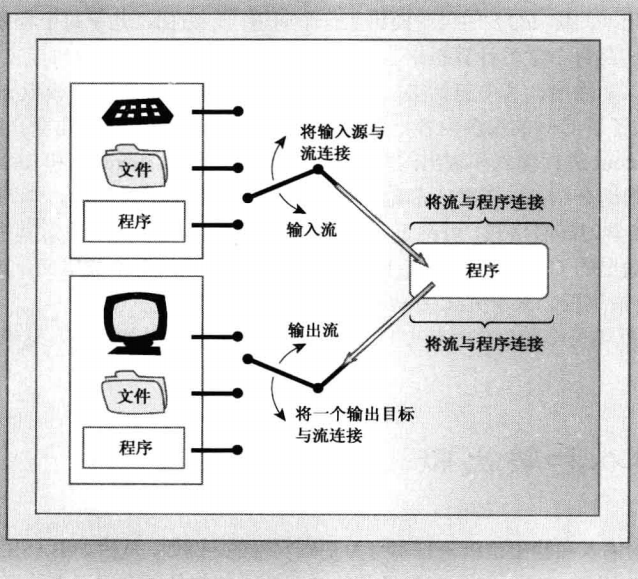 文件
程序
将输入源与
流连接
输入流
将流与程序连接
程序
将流与程序连接
文件
程序
输出流
将一个输出目标
与流连接